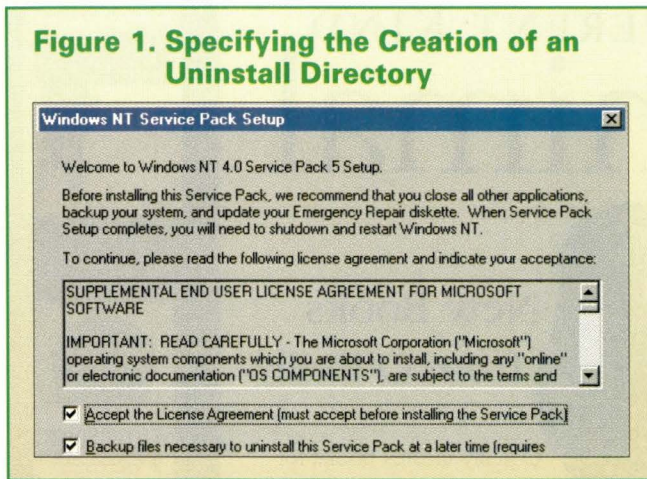 Figure 1. Specifying the Creation of an
Uninstall Directory
Windows NT Service Pack Setup
Welcome to Windows NT 4.0 Service Pack 5 Setup.
Before installing this Service Pack, we recommend that you close all other applications,
backup your system, and update your Emergency Repair diskette. When Service Pack
Setup completes, you will need to shutdown and restart Windows NT.
To continue, please read the following license agreement and indicate your acceptance:
SUPPLEMENTAL END USER LICENSE AGREEMENT FOR MICROSOFT
SOFTWARE
IMPORTANT: READ CAREFULLY - The Microsoft Corporation ("Microsoft")
operating system components which you are about to install, including any "online"
or electronic documentation ("OS COMPONENTS"), are subject to the terms and
Accept the License Agreement (must accept before installing the Service Pack)
Backup files necessary to uninstall this Service Pack at a later time (requires